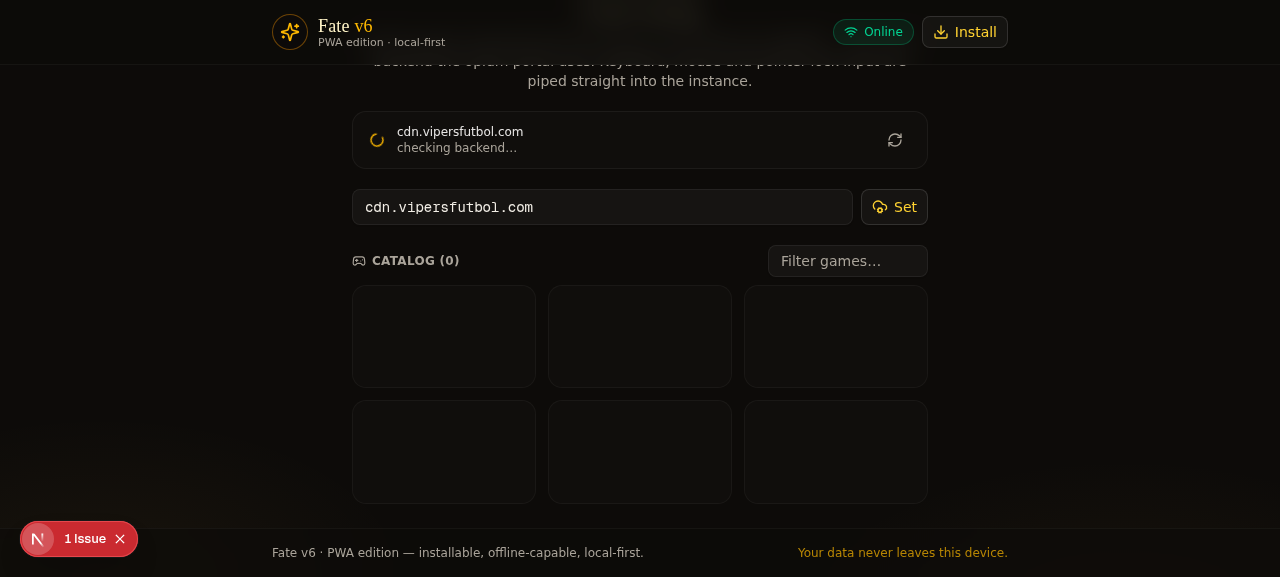 Fate v6
PWA edition · local-first
Online
Install
piped straight into the instance.
cdn.vipersfutbol.com
checking backend…
cdn.vipersfutbol.com
Set
CATALOG (0)
Filter games…
1 Issue
Fate v6 · PWA edition — installable, offline-capable, local-first.
Your data never leaves this device.